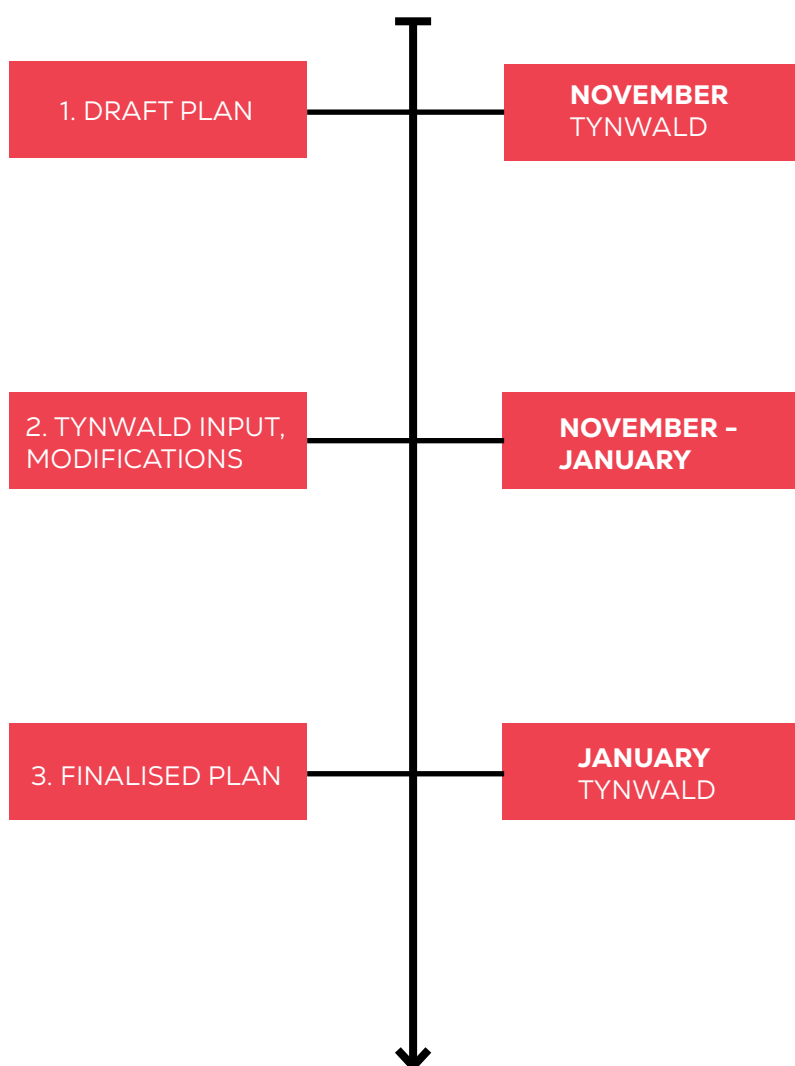 1. DRAFT PLAN
NOVEMBER
TYNWALD
2. TYNWALD INPUT,
MODIFICATIONS
NOVEMBER -
JANUARY
3. FINALISED PLAN
JANUARY
TYNWALD